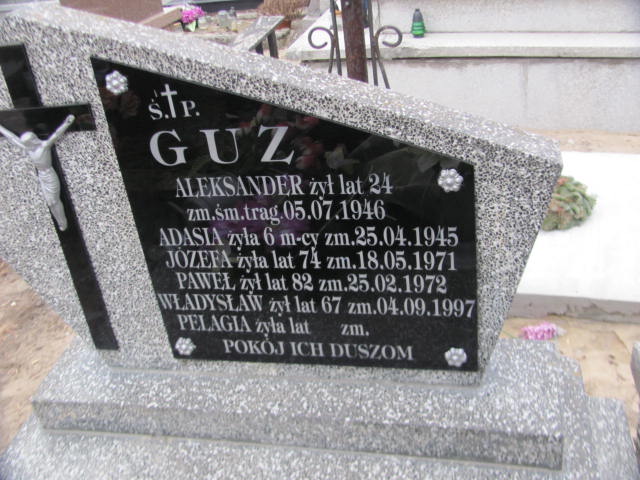 Ś.†P.
GUZ
ALEKSANDER żył lat 24
zm.śm.trag.05.07.1946
ADASIA żyła 6 m-cy zm.25.04.1945
JÓZEFA żyła lat 74 zm.18.05.1971
PAWEŁ żył lat 82 zm.25.02.1972
WŁADYSŁAW żył lat 67 zm.04.09.1997
PELAGIA żyła lat zm.
POKÓJ ICH DUSZOM